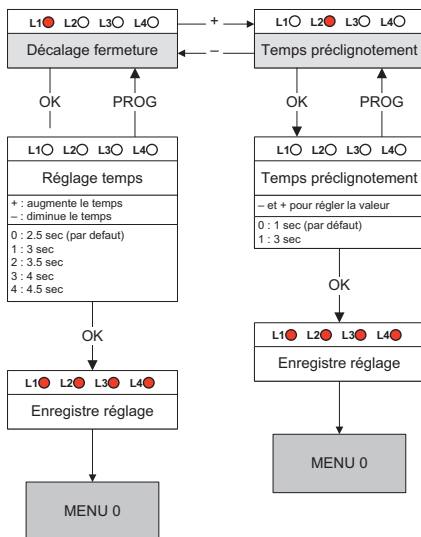 L1 L2 L3 L4
Décalage fermeture
+
–
L1 L2 L3 L4
Temps préclignotement
OK
PROG
OK
PROG
L1 L2 L3 L4
Réglage temps
+ : augmente le temps
– : diminue le temps
0 : 2.5 sec (par defaut)
1 : 3 sec
2 : 3.5 sec
3 : 4 sec
4 : 4.5 sec
OK
L1 L2 L3 L4
Enregistre réglage
MENU 0
L1 L2 L3 L4
Temps préclignotement
– et + pour régler la valeur
0 : 1 sec (par défaut)
1 : 3 sec
OK
L1 L2 L3 L4
Enregistre réglage
MENU 0